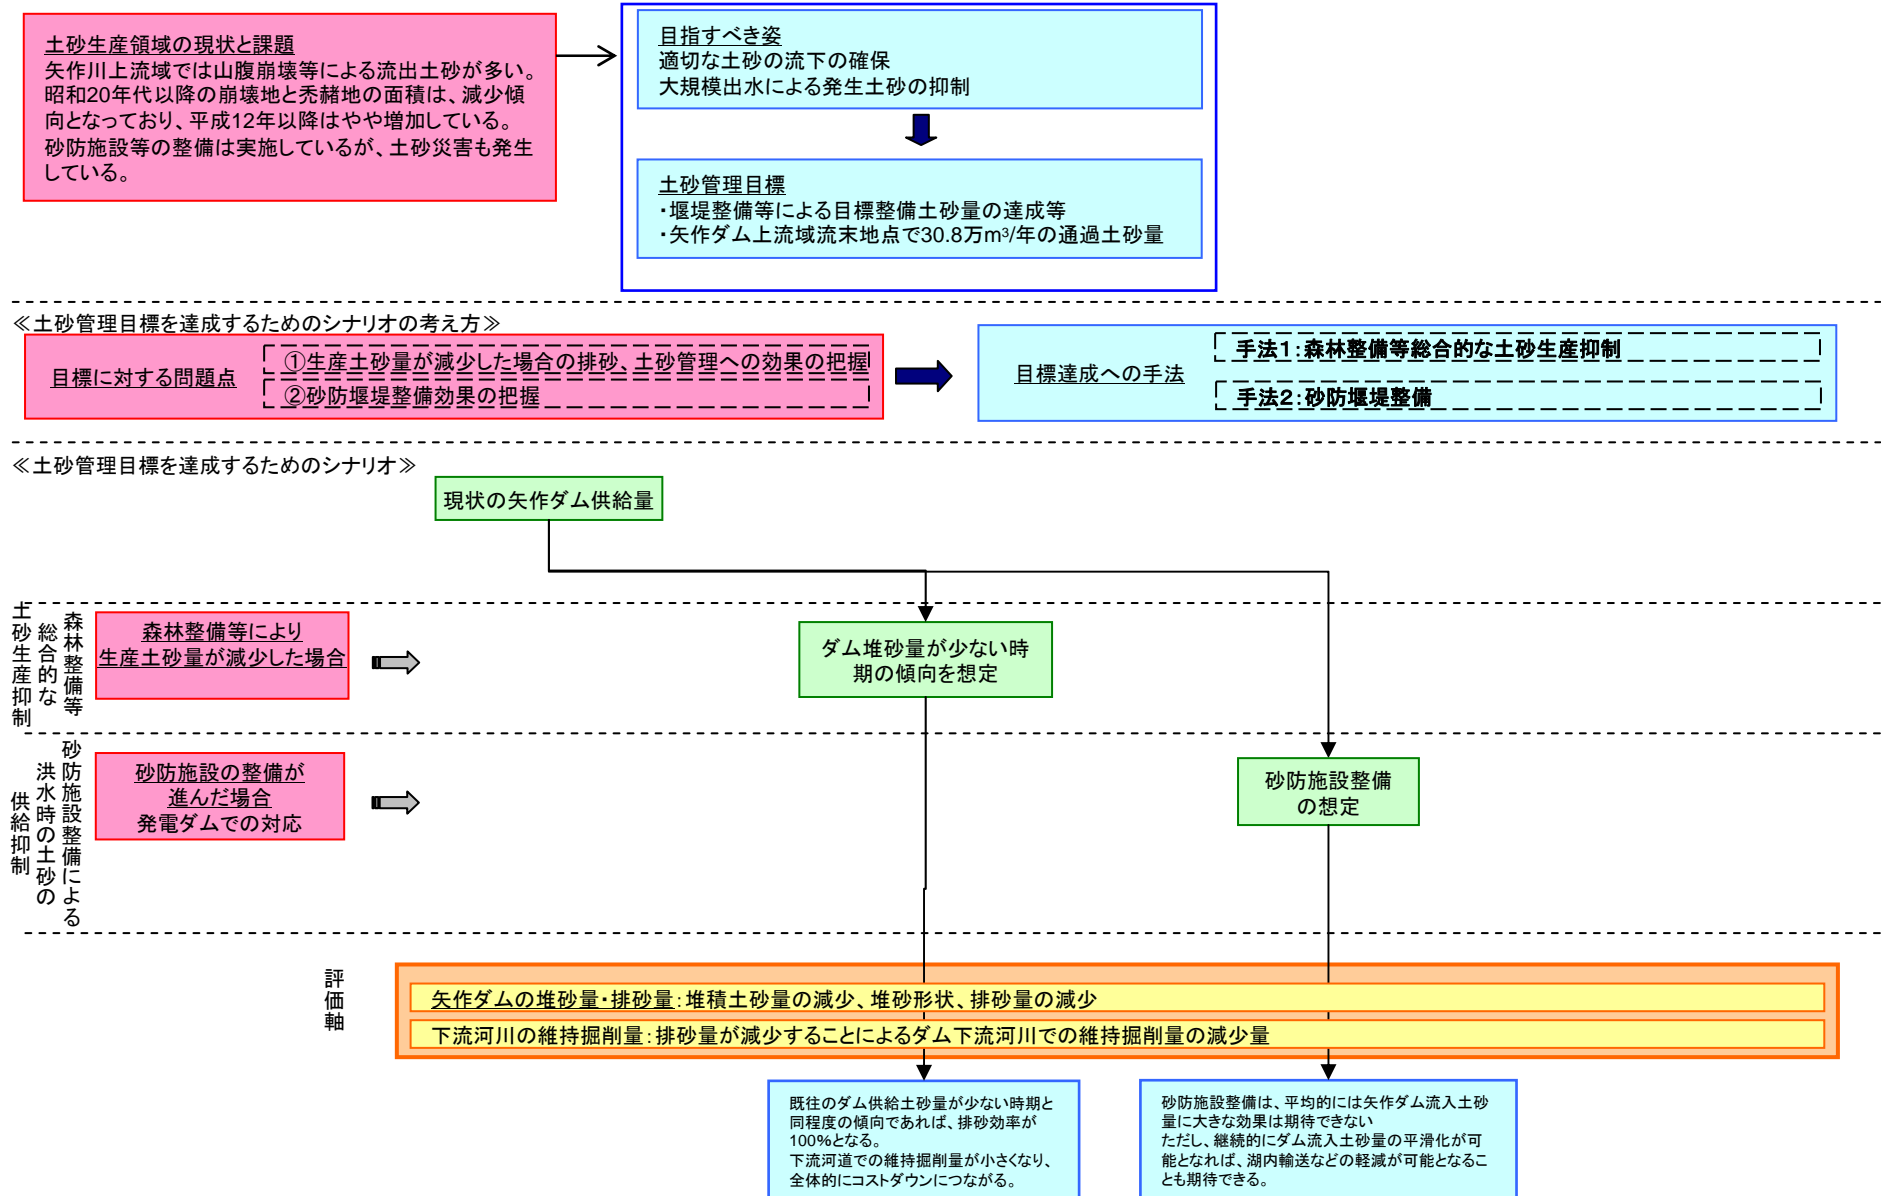 土砂生産領域の現状と課題
矢作川上流域では山腹崩壊等による流出土砂が多い。
昭和20年代以降の崩壊地と禿赭地の面積は、減少傾
向となっており、平成12年以降はやや増加している。
砂防施設等の整備は実施しているが、土砂災害も発生
している。
目指すべき姿
適切な土砂の流下の確保
大規模出水による発生土砂の抑制
土砂管理目標
・堰堤整備等による目標整備土砂量の達成等
・矢作ダム上流域流末地点で30.8万m³/年の通過土砂量
≪土砂管理目標を達成するためのシナリオの考え方≫
目標に対する問題点
①生産土砂量が減少した場合の排砂、土砂管理への効果の把握
②砂防堰堤整備効果の把握
目標達成への手法
手法1：森林整備等総合的な土砂生産抑制
手法2：砂防堰堤整備
≪土砂管理目標を達成するためのシナリオ≫
現状の矢作ダム供給量
森林整備等
総合的な
土砂生産抑制
森林整備等により
生産土砂量が減少した場合
ダム堆砂量が少ない時
期の傾向を想定
砂防施設整備による
洪水時の土砂の
供給抑制
砂防施設の整備が
進んだ場合
発電ダムでの対応
砂防施設整備
の想定
評価軸
矢作ダムの堆砂量・排砂量：堆積土砂量の減少、堆砂形状、排砂量の減少
下流河川の維持掘削量：排砂量が減少することによるダム下流河川での維持掘削量の減少量
既往のダム供給土砂量が少ない時期と
同程度の傾向であれば、排砂効率が
100%となる。
下流河道での維持掘削量が小さくなり、
全体的にコストダウンにつながる。
砂防施設整備は、平均的には矢作ダム流入土砂
量に大きな効果は期待できない
ただし、継続的にダム流入土砂量の平滑化が可
能となれば、湖内輸送などの軽減が可能となるこ
とも期待できる。